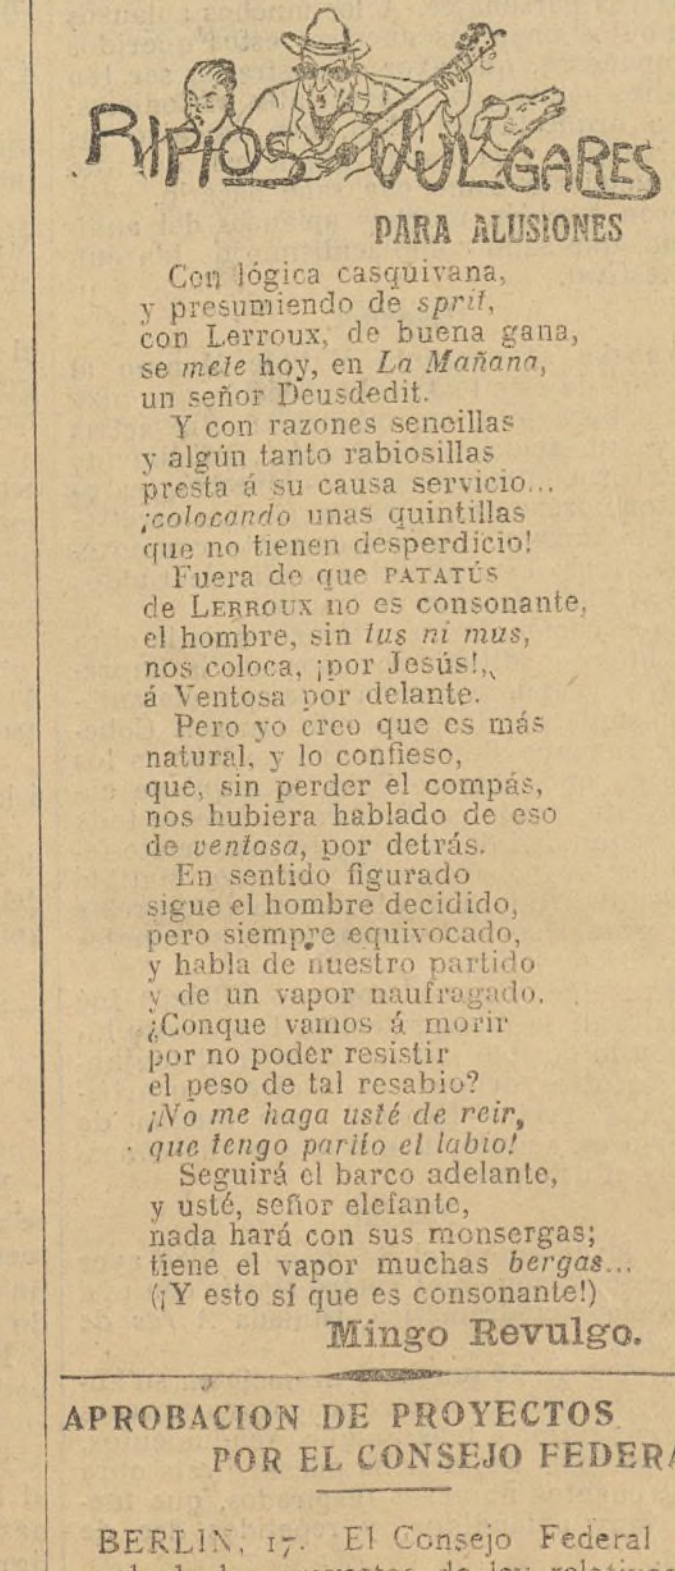 RIPIOS VULGARES
PARA ALUSIONES
Con lógica casquivana,
y presumiendo de sprit,
con Lerroux, de buena gana,
se mete hoy, en La Mañana,
un señor Deusdedit.
Y con razones sencillas
y algún tanto rabiosillas
presta á su causa servicio...
¡colocando unas quintillas
que no tienen desperdicio!
Fuera de que PATATÚS
de LERROUX no es consonante,
el hombre, sin tus ni mus,
nos coloca, ¡por Jesús!,
á Ventosa por delante.
Pero yo creo que es más
natural, y lo confieso,
que, sin perder el compás,
nos hubiera hablado de eso
de ventosa, por detrás.
En sentido figurado
sigue el hombre decidido,
pero siempre equivocado,
y habla de nuestro partido
y de un vapor naufragado.
¿Conque vamos á morir
por no poder resistir
el peso de tal resabio?
¡No me haga usté de reir,
que tengo partío el labio!
Seguirá el barco adelante,
y usté, señor elefante,
nada hará con sus monsergas;
tiene el vapor muchas bergas...
(¡Y esto sí que es consonante!)
Mingo Revulgo.
APROBACION DE PROYECTOS
POR EL CONSEJO FEDERA
BERLIN, 17. El Consejo Federal